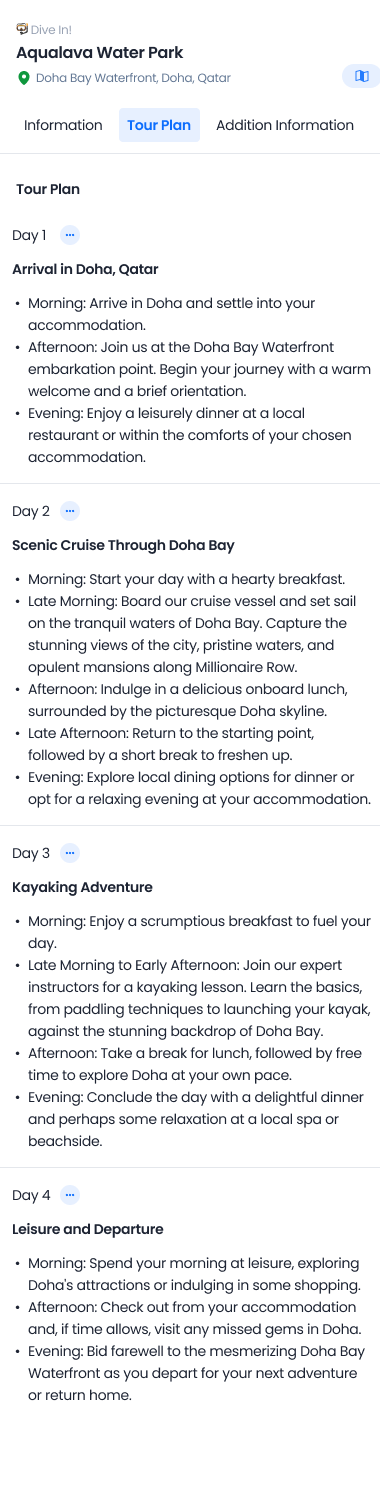 Dive In!
Aqualava Water Park
Doha Bay Waterfront, Doha, Qatar
Information
Tour Plan
Addition Information
Tour Plan
Day 1
Arrival in Doha, Qatar
• Morning: Arrive in Doha and settle into your
accommodation.
• Afternoon: Join us at the Doha Bay Waterfront
embarkation point. Begin your journey with a warm
welcome and a brief orientation.
• Evening: Enjoy a leisurely dinner at a local
restaurant or within the comforts of your chosen
accommodation.
Day 2
Scenic Cruise Through Doha Bay
• Morning: Start your day with a hearty breakfast.
• Late Morning: Board our cruise vessel and set sail
on the tranquil waters of Doha Bay. Capture the
stunning views of the city, pristine waters, and
opulent mansions along Millionaire Row.
• Afternoon: Indulge in a delicious onboard lunch,
surrounded by the picturesque Doha skyline.
• Late Afternoon: Return to the starting point,
followed by a short break to freshen up.
• Evening: Explore local dining options for dinner or
opt for a relaxing evening at your accommodation.
Day 3
Kayaking Adventure
• Morning: Enjoy a scrumptious breakfast to fuel your
day.
• Late Morning to Early Afternoon: Join our expert
instructors for a kayaking lesson. Learn the basics,
from paddling techniques to launching your kayak,
against the stunning backdrop of Doha Bay.
• Afternoon: Take a break for lunch, followed by free
time to explore Doha at your own pace.
• Evening: Conclude the day with a delightful dinner
and perhaps some relaxation at a local spa or
beachside.
Day 4
Leisure and Departure
• Morning: Spend your morning at leisure, exploring
Doha's attractions or indulging in some shopping.
• Afternoon: Check out from your accommodation
and, if time allows, visit any missed gems in Doha.
• Evening: Bid farewell to the mesmerizing Doha Bay
Waterfront as you depart for your next adventure
or return home.